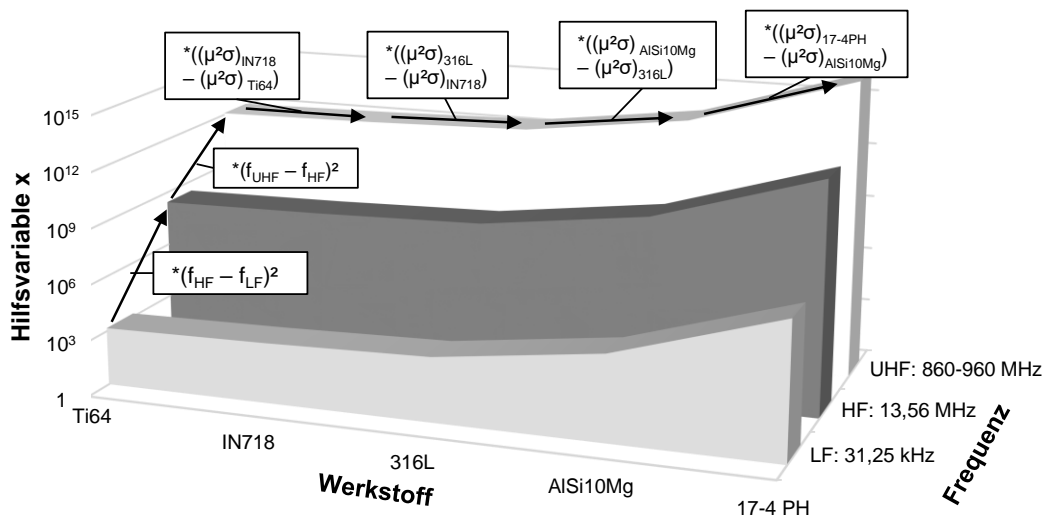 *((μ²σ)IN718
– (μ²σ) Ti64)
*((μ²σ)316L
– (μ²σ)IN718)
*((μ²σ) AlSi10Mg
– (μ²σ)316L)
*((μ²σ)17-4PH
– (μ²σ)AlSi10Mg)
*(fUHF – fHF)²
*(fHF – fLF)²
Hilfsvariable x
10¹⁵
10¹²
10⁹
10⁶
10³
1
Ti64
IN718
316L
AlSi10Mg
17-4 PH
Werkstoff
UHF: 860-960 MHz
HF: 13,56 MHz
LF: 31,25 kHz
Frequenz